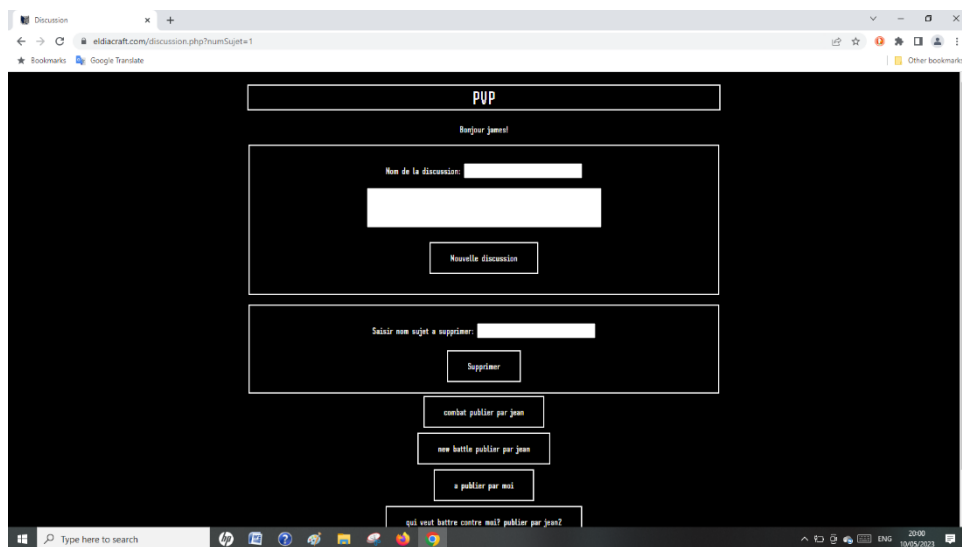 Discussion
eldiacraft.com/discussion.php?numSujet=1
Bookmarks Google Translate Other bookmarks
PVP
Bonjour james!
Nom de la discussion:
Nouvelle discussion
Saisir nom sujet a supprimer:
Supprimer
combat publier par jean
new battle publier par jean
a publier par moi
qui veut battre contre moi? publier par jean2
Type here to search
ENG
20:00
10/05/2023